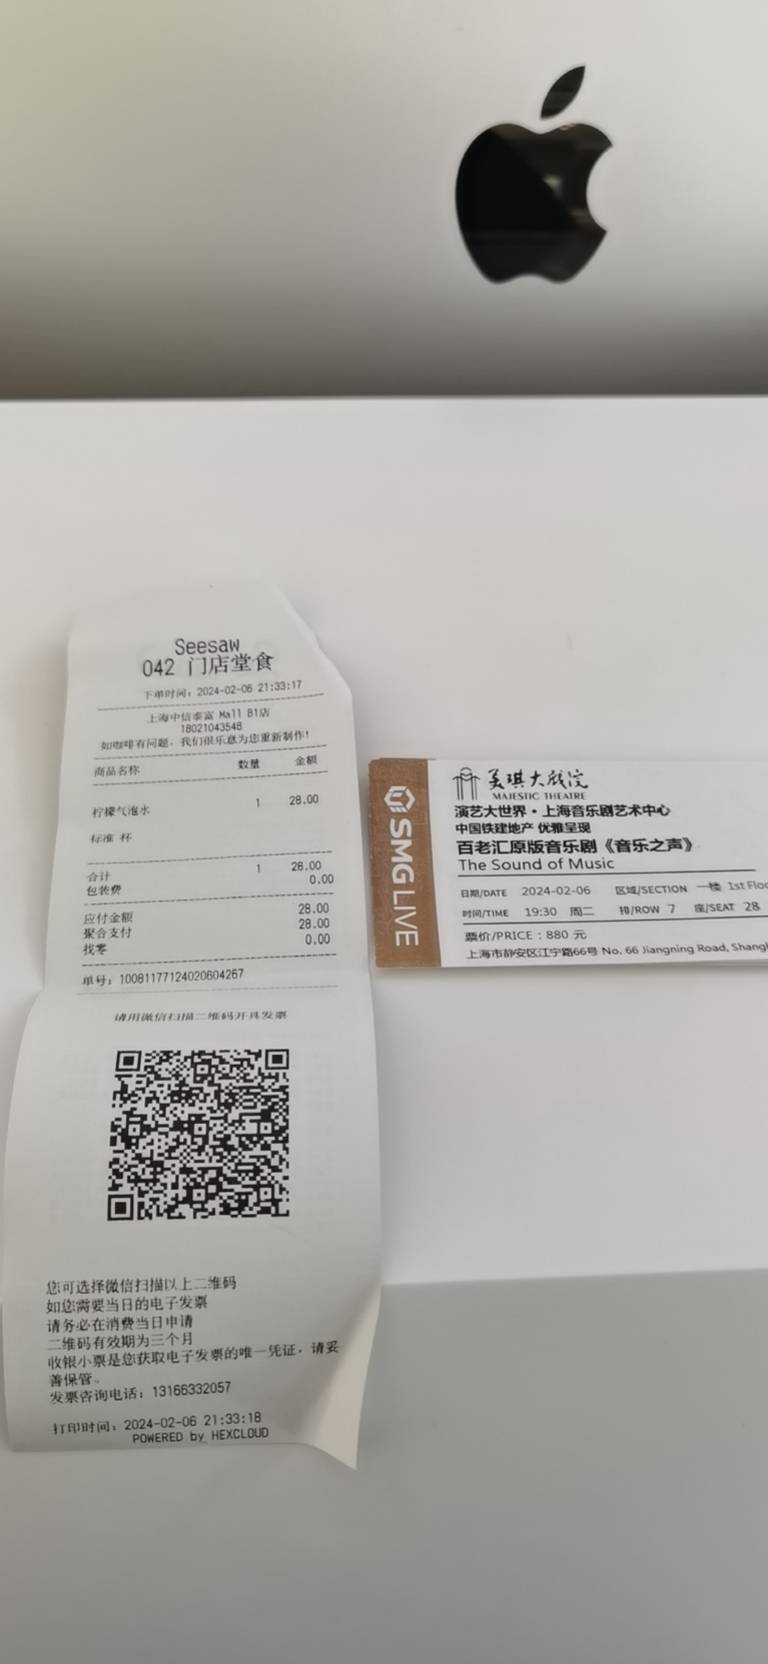 Seesaw
042 门店堂食
下单时间：2024-02-06 21:33:17
上海中信泰富 Mall B1店
18021043548
如咖啡有问题，我们很乐意为您重新制作!
商品名称 数量 金额
柠檬气泡水 1 28.00
标准 杯
合计 1 28.00
包装费 0.00
应付金额 28.00
聚合支付 28.00
找零 0.00
单号：10081177124020604267
请用微信扫描二维码开具发票
您可选择微信扫描以上二维码
如您需要当日的电子发票
请务必在消费当日申请
二维码有效期为三个月
收银小票是您获取电子发票的唯一凭证，请妥
善保管。
发票咨询电话：13166332057
打印时间：2024-02-06 21:33:18
POWERED by HEXCLOUD
SMG LIVE
美琪大戏院
MAJESTIC THEATRE
演艺大世界·上海音乐剧艺术中心
中国铁建地产 优雅呈现
百老汇原版音乐剧《音乐之声》
The Sound of Music
日期/DATE 2024-02-06 区域/SECTION 一楼 1st Floo
时间/TIME 19:30 周二 排/ROW 7 座/SEAT 28
票价/PRICE：880 元
上海市静安区江宁路66号 No. 66 Jiangning Road, Shangh